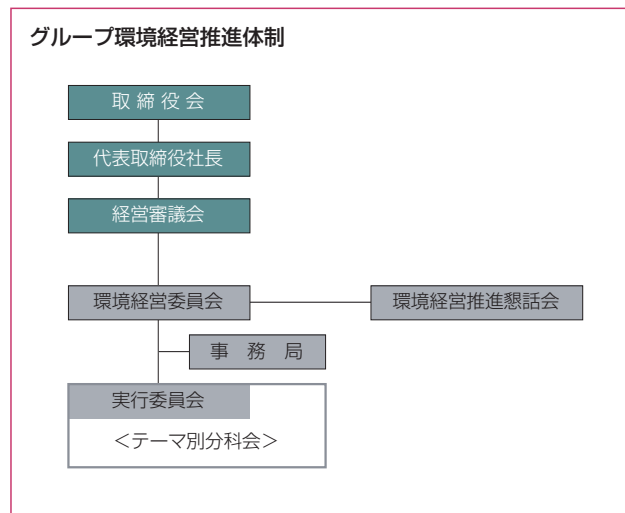 グループ環境経営推進体制
取締役会
代表取締役社長
経営審議会
環境経営委員会
環境経営推進懇話会
事務局
実行委員会
＜テーマ別分科会＞